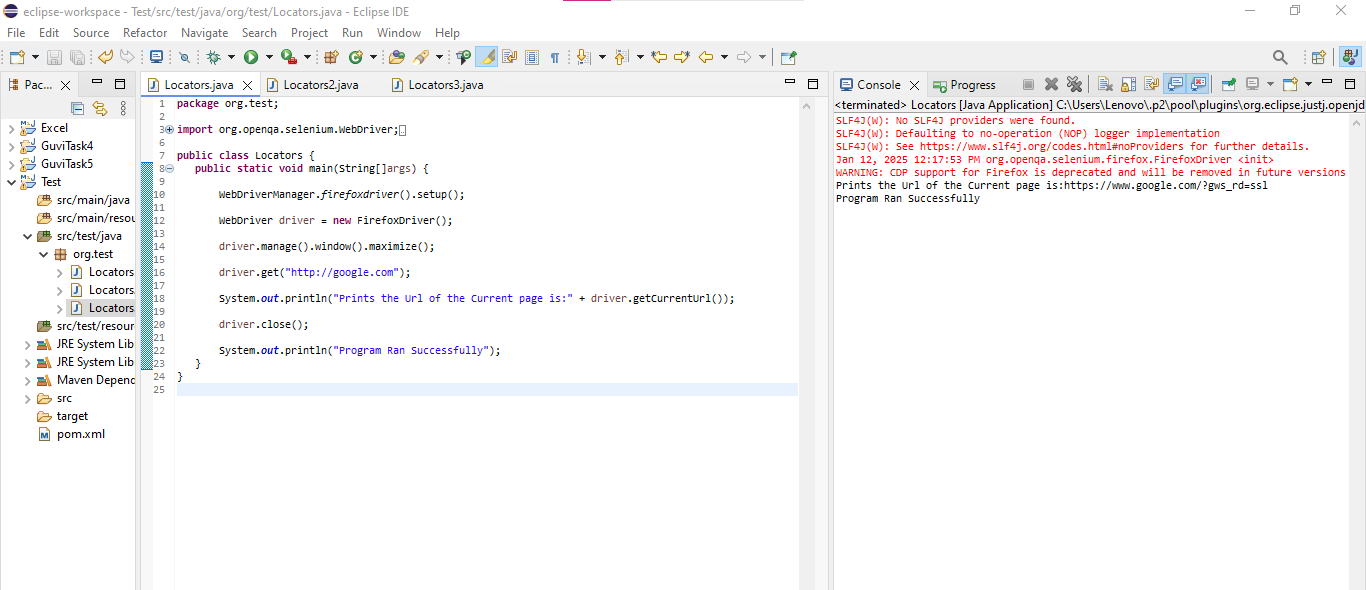 eclipse-workspace - Test/src/test/java/org/test/Locators.java - Eclipse IDE
File Edit Source Refactor Navigate Search Project Run Window Help
Pac...
Excel
GuviTask4
GuviTask5
Test
src/main/java
src/main/resou
src/test/java
org.test
Locators
Locators
Locators
src/test/resour
JRE System Lib
JRE System Lib
Maven Depend
src
target
pom.xml
Locators.java Locators2.java Locators3.java
1 package org.test;
2
3 import org.openqa.selenium.WebDriver;
6
7 public class Locators {
8 public static void main(String[]args) {
9
10 WebDriverManager.firefoxdriver().setup();
11
12 WebDriver driver = new FirefoxDriver();
13
14 driver.manage().window().maximize();
15
16 driver.get("http://google.com");
17
18 System.out.println("Prints the Url of the Current page is:" + driver.getCurrentUrl());
19
20 driver.close();
21
22 System.out.println("Program Ran Successfully");
23 }
24 }
25
Console Progress
<terminated> Locators [Java Application] C:\Users\Lenovo\.p2\pool\plugins\org.eclipse.justj.openjd
SLF4J(W): No SLF4J providers were found.
SLF4J(W): Defaulting to no-operation (NOP) logger implementation
SLF4J(W): See https://www.slf4j.org/codes.html#noProviders for further details.
Jan 12, 2025 12:17:53 PM org.openqa.selenium.firefox.FirefoxDriver <init>
WARNING: CDP support for Firefox is deprecated and will be removed in future versions
Prints the Url of the Current page is:https://www.google.com/?gws_rd=ssl
Program Ran Successfully